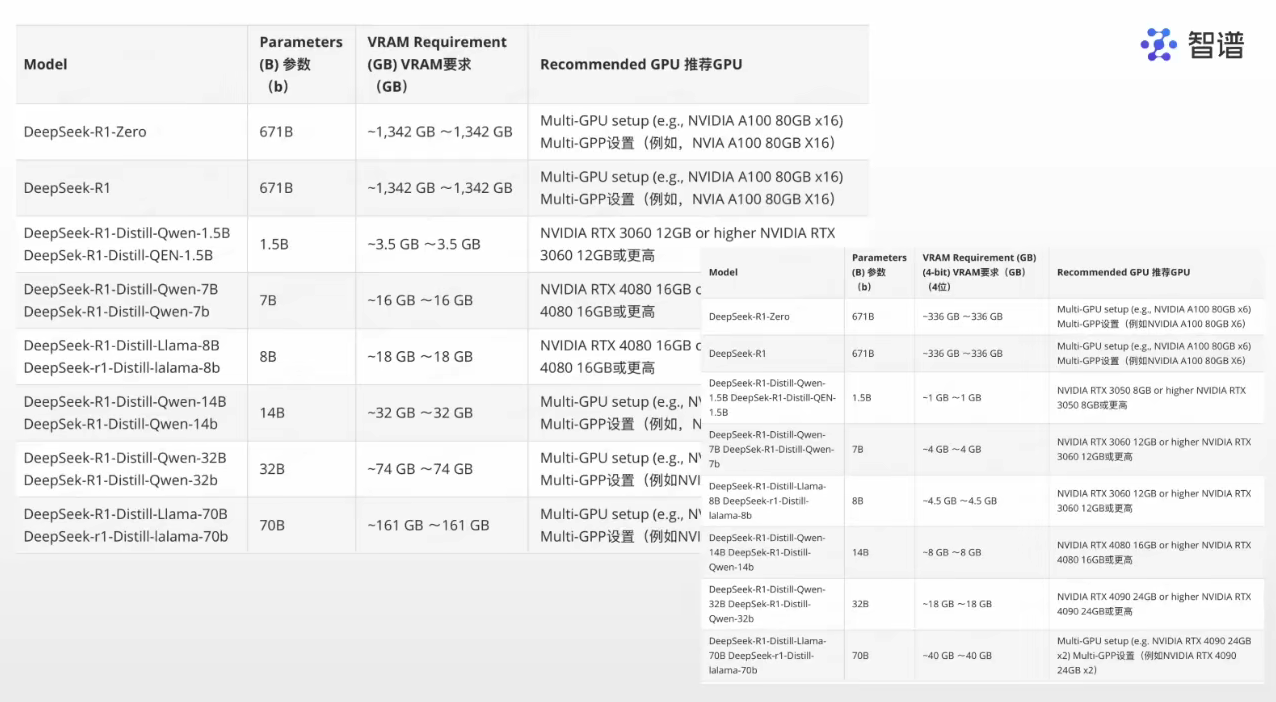 智谱
Model
Parameters
(B) 参数
（b）
VRAM Requirement
(GB) VRAM要求
（GB）
Recommended GPU 推荐GPU
DeepSeek-R1-Zero
671B
~1,342 GB ～1,342 GB
Multi-GPU setup (e.g., NVIDIA A100 80GB x16)
Multi-GPP设置（例如，NVIA A100 80GB X16）
DeepSeek-R1
671B
~1,342 GB ～1,342 GB
Multi-GPU setup (e.g., NVIDIA A100 80GB x16)
Multi-GPP设置（例如，NVIA A100 80GB X16）
DeepSeek-R1-Distill-Qwen-1.5B
DeepSek-R1-Distill-QEN-1.5B
1.5B
~3.5 GB ～3.5 GB
NVIDIA RTX 3060 12GB or higher NVIDIA RTX
3060 12GB或更高
DeepSeek-R1-Distill-Qwen-7B
DeepSek-R1-Distill-Qwen-7b
7B
~16 GB ～16 GB
NVIDIA RTX 4080 16GB
4080 16GB或更高
DeepSeek-R1-Distill-Llama-8B
DeepSeek-r1-Distill-lalama-8b
8B
~18 GB ～18 GB
NVIDIA RTX 4080 16GB
4080 16GB或更高
DeepSeek-R1-Distill-Qwen-14B
DeepSek-R1-Distill-Qwen-14b
14B
~32 GB ～32 GB
Multi-GPU setup (e.g.,
Multi-GPP设置（例如，
DeepSeek-R1-Distill-Qwen-32B
DeepSek-R1-Distill-Qwen-32b
32B
~74 GB ～74 GB
Multi-GPU setup (e.g.,
Multi-GPP设置（例如NVI
DeepSeek-R1-Distill-Llama-70B
DeepSeek-r1-Distill-lalama-70b
70B
~161 GB ～161 GB
Multi-GPU setup (e.g.,
Multi-GPP设置（例如NVI
Model
Parameters
(B) 参数
（b）
VRAM Requirement (GB)
(4-bit) VRAM要求（GB）
（4位）
Recommended GPU 推荐GPU
DeepSeek-R1-Zero
671B
~336 GB ～336 GB
Multi-GPU setup (e.g., NVIDIA A100 80GB x6)
Multi-GPP设置（例如NVIDIA A100 80GB X6）
DeepSeek-R1
671B
~336 GB ～336 GB
Multi-GPU setup (e.g., NVIDIA A100 80GB x6)
Multi-GPP设置（例如NVIDIA A100 80GB X6）
DeepSeek-R1-Distill-Qwen-
1.5B DeepSek-R1-Distill-QEN-
1.5B
1.5B
~1 GB ～1 GB
NVIDIA RTX 3050 8GB or higher NVIDIA RTX
3050 8GB或更高
DeepSeek-R1-Distill-Qwen-
7B DeepSek-R1-Distill-Qwen-
7b
7B
~4 GB ～4 GB
NVIDIA RTX 3060 12GB or higher NVIDIA RTX
3060 12GB或更高
DeepSeek-R1-Distill-Llama-
8B DeepSeek-r1-Distill-
lalama-8b
8B
~4.5 GB ～4.5 GB
NVIDIA RTX 3060 12GB or higher NVIDIA RTX
3060 12GB或更高
DeepSeek-R1-Distill-Qwen-
14B DeepSek-R1-Distill-
Qwen-14b
14B
~8 GB ～8 GB
NVIDIA RTX 4080 16GB or higher NVIDIA RTX
4080 16GB或更高
DeepSeek-R1-Distill-Qwen-
32B DeepSek-R1-Distill-
Qwen-32b
32B
~18 GB ～18 GB
NVIDIA RTX 4090 24GB or higher NVIDIA RTX
4090 24GB或更高
DeepSeek-R1-Distill-Llama-
70B DeepSeek-r1-Distill-
lalama-70b
70B
~40 GB ～40 GB
Multi-GPU setup (e.g. NVIDIA RTX 4090 24GB
x2) Multi-GPP设置（例如NVIDIA RTX 4090
24GB x2）